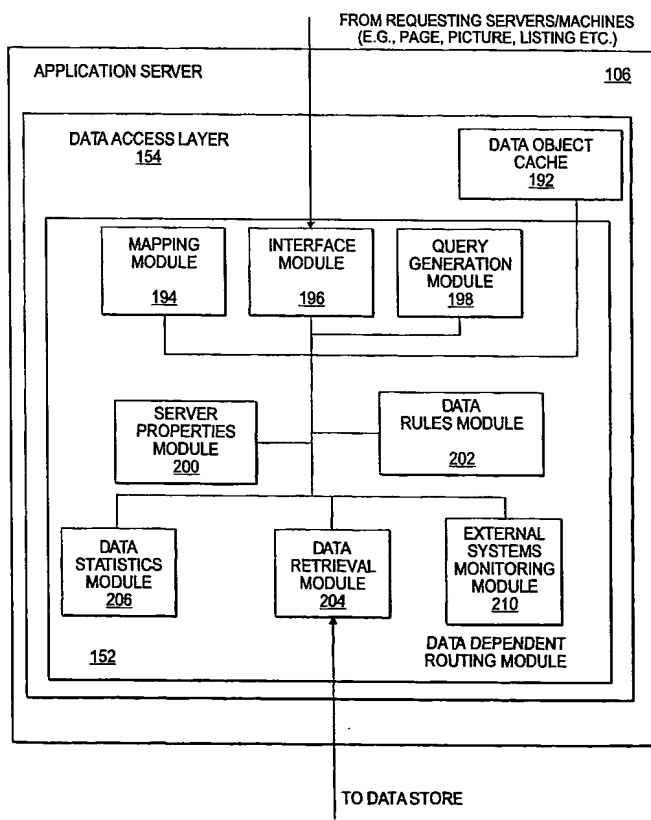 FROM REQUESTING SERVERS/MACHINES
(E.G., PAGE, PICTURE, LISTING ETC.)
APPLICATION SERVER
106
DATA ACCESS LAYER
154
DATA OBJECT
CACHE
192
MAPPING
MODULE
194
INTERFACE
MODULE
196
QUERY
GENERATION
MODULE
198
SERVER
PROPERTIES
MODULE
200
DATA
RULES MODULE
202
DATA
STATISTICS
MODULE
206
DATA
RETRIEVAL
MODULE
204
EXTERNAL
SYSTEMS
MONITORING
MODULE
210
152
DATA DEPENDENT
ROUTING MODULE
TO DATA STORE